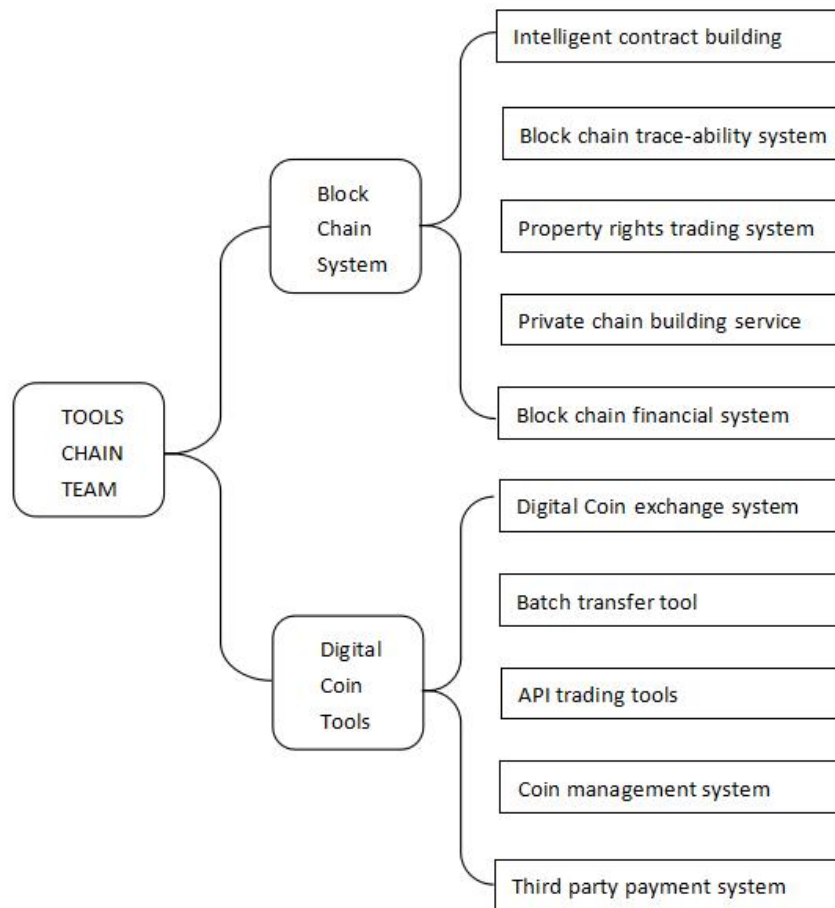 TOOLS
CHAIN
TEAM
Block
Chain
System
Intelligent contract building
Block chain trace-ability system
Property rights trading system
Private chain building service
Block chain financial system
Digital
Coin
Tools
Digital Coin exchange system
Batch transfer tool
API trading tools
Coin management system
Third party payment system